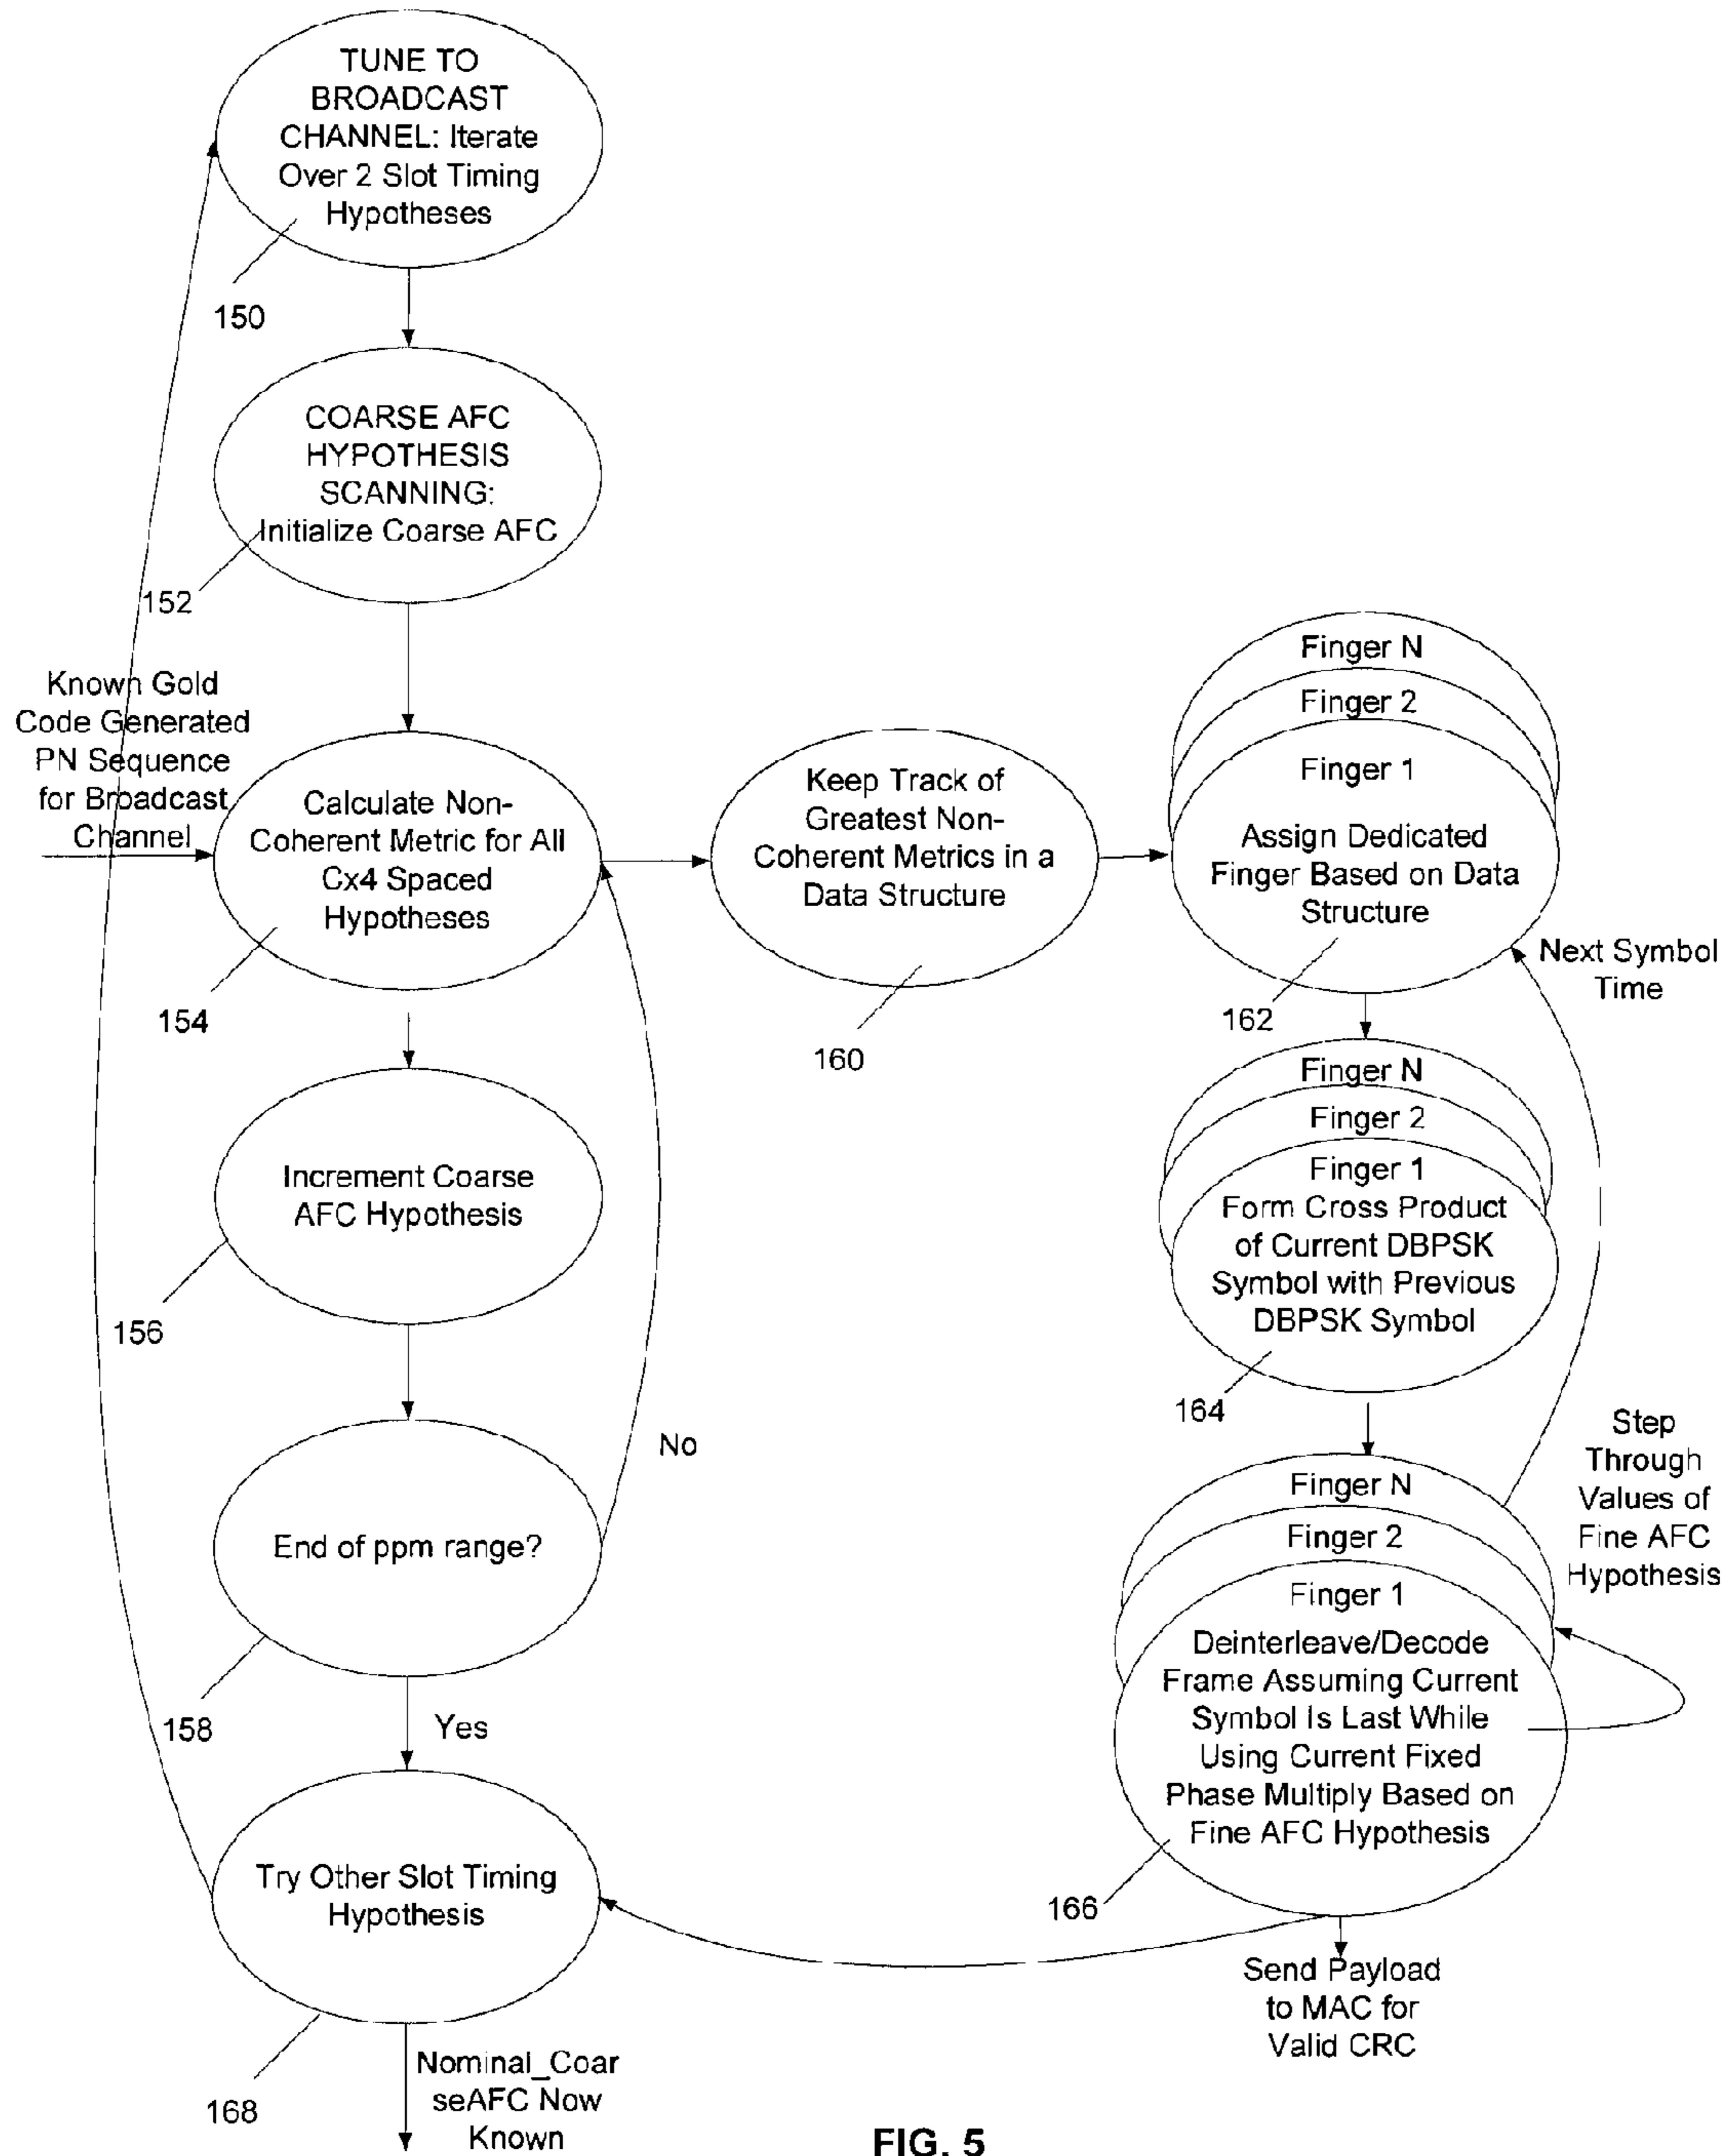 TUNE TO
BROADCAST
CHANNEL: Iterate
Over 2 Slot Timing
Hypotheses
150
COARSE AFC
HYPOTHESIS
SCANNING:
Initialize Coarse AFC
152
Known Gold
Code Generated
PN Sequence
for Broadcast
Channel
Calculate Non-
Coherent Metric for All
Cx4 Spaced
Hypotheses
154
Keep Track of
Greatest Non-
Coherent Metrics in a
Data Structure
160
Finger N
Finger 2
Finger 1
Assign Dedicated
Finger Based on Data
Structure
162
Next Symbol
Time
Increment Coarse
AFC Hypothesis
156
Finger N
Finger 2
Finger 1
Form Cross Product
of Current DBPSK
Symbol with Previous
DBPSK Symbol
164
End of ppm range?
No
158
Yes
Finger N
Finger 2
Finger 1
Deinterleave/Decode
Frame Assuming Current
Symbol Is Last While
Using Current Fixed
Phase Multiply Based on
Fine AFC Hypothesis
166
Step
Through
Values of
Fine AFC
Hypothesis
Try Other Slot Timing
Hypothesis
168
Send Payload
to MAC for
Valid CRC
Nominal_Coar
seAFC Now
Known
FIG. 5